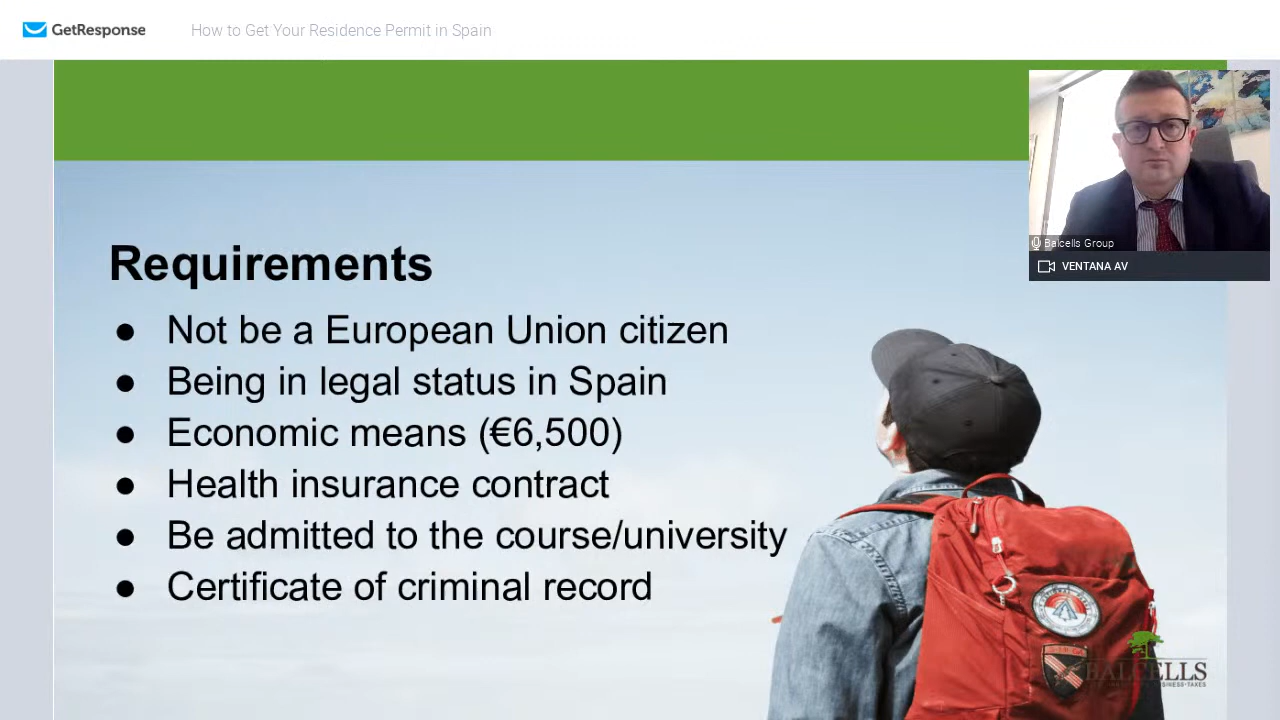 GetResponse
How to Get Your Residence Permit in Spain
Balcells Group
VENTANA AV
Requirements
● Not be a European Union citizen
● Being in legal status in Spain
● Economic means (€6,500)
● Health insurance contract
● Be admitted to the course/university
● Certificate of criminal record
BALCELLS